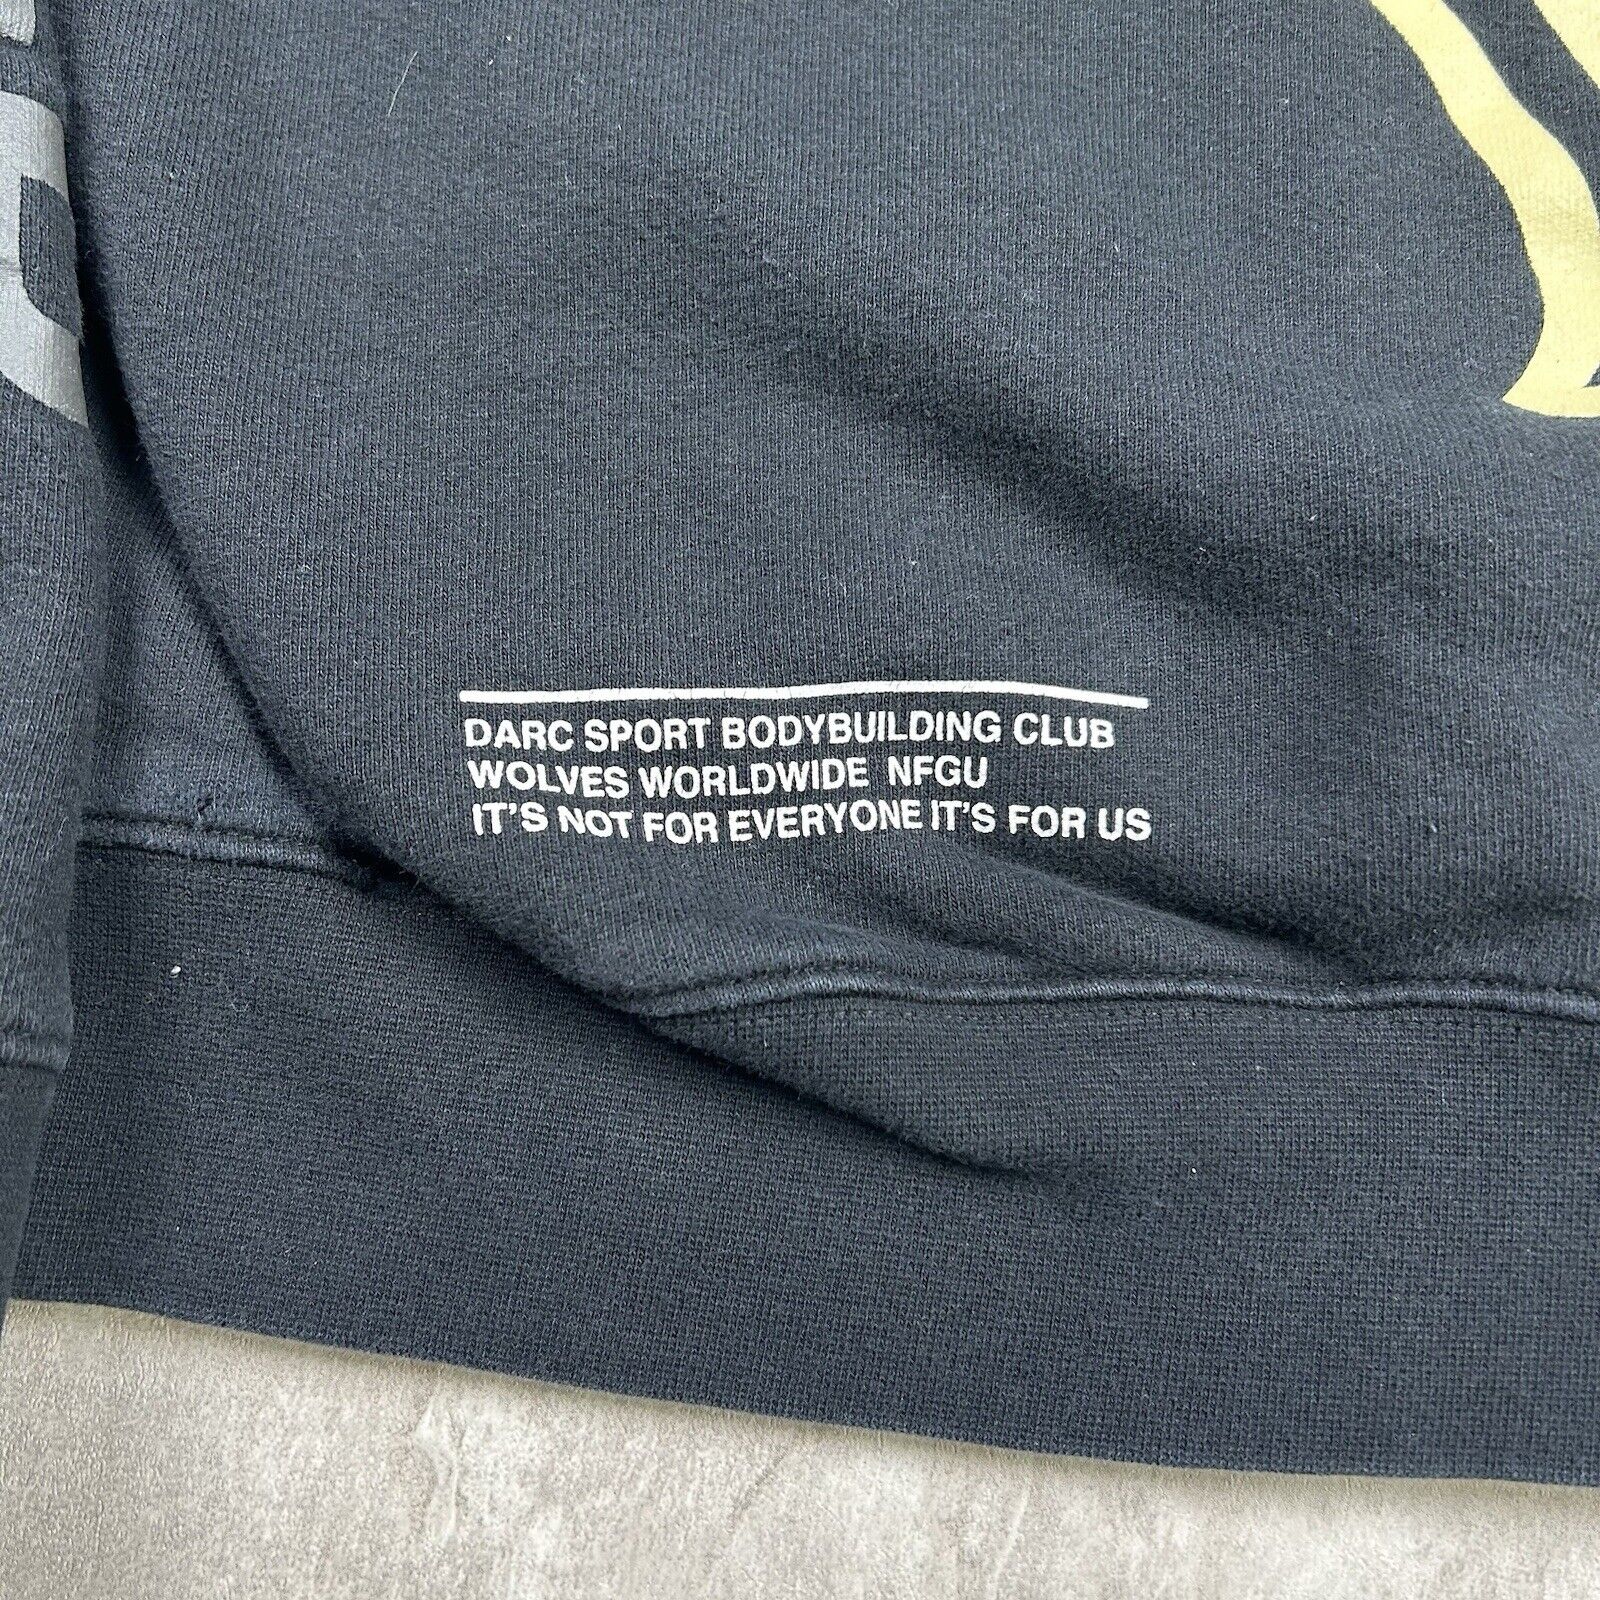 DARC SPORT BODYBUILDING CLUB
WOLVES WORLDWIDE NFGU
IT'S NOT FOR EVERYONE IT'S FOR US